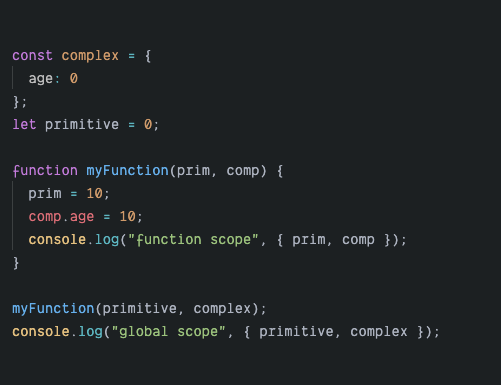 const complex = {
  age: 0
};
let primitive = 0;

function myFunction(prim, comp) {
  prim = 10;
  comp.age = 10;
  console.log("function scope", { prim, comp });
}

myFunction(primitive, complex);
console.log("global scope", { primitive, complex });